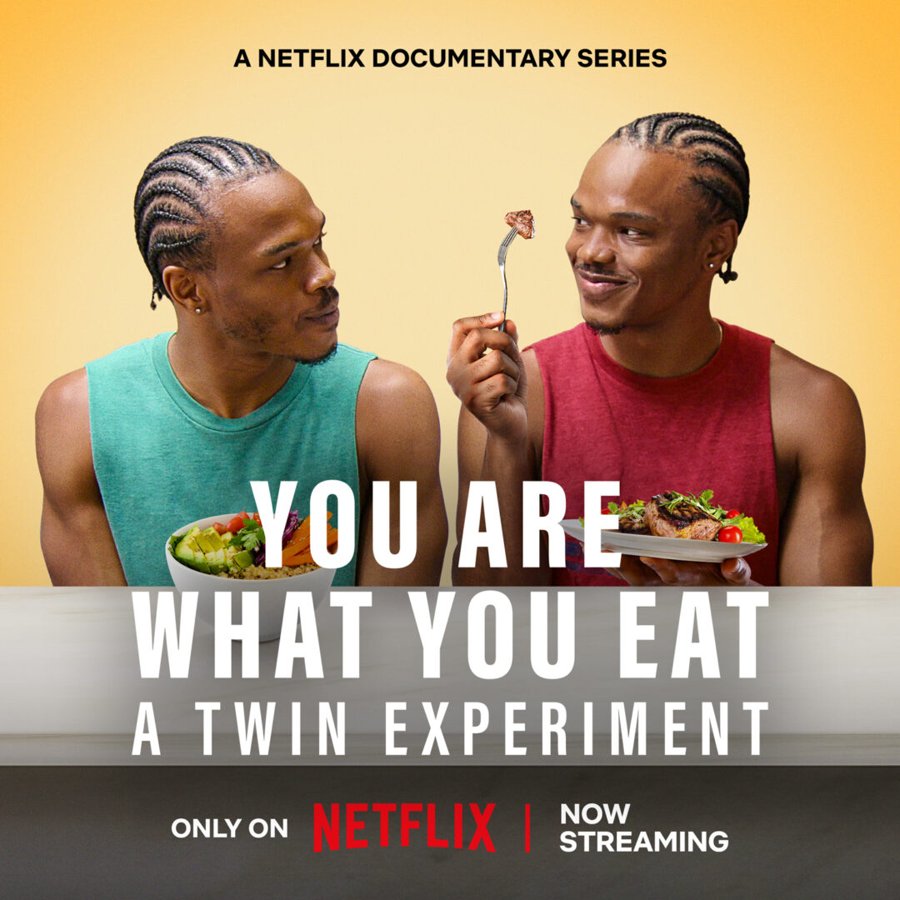 A NETFLIX DOCUMENTARY SERIES
YOU ARE
WHAT YOU EAT
A TWIN EXPERIMENT
ONLY ON NETFLIX | NOW
STREAMING